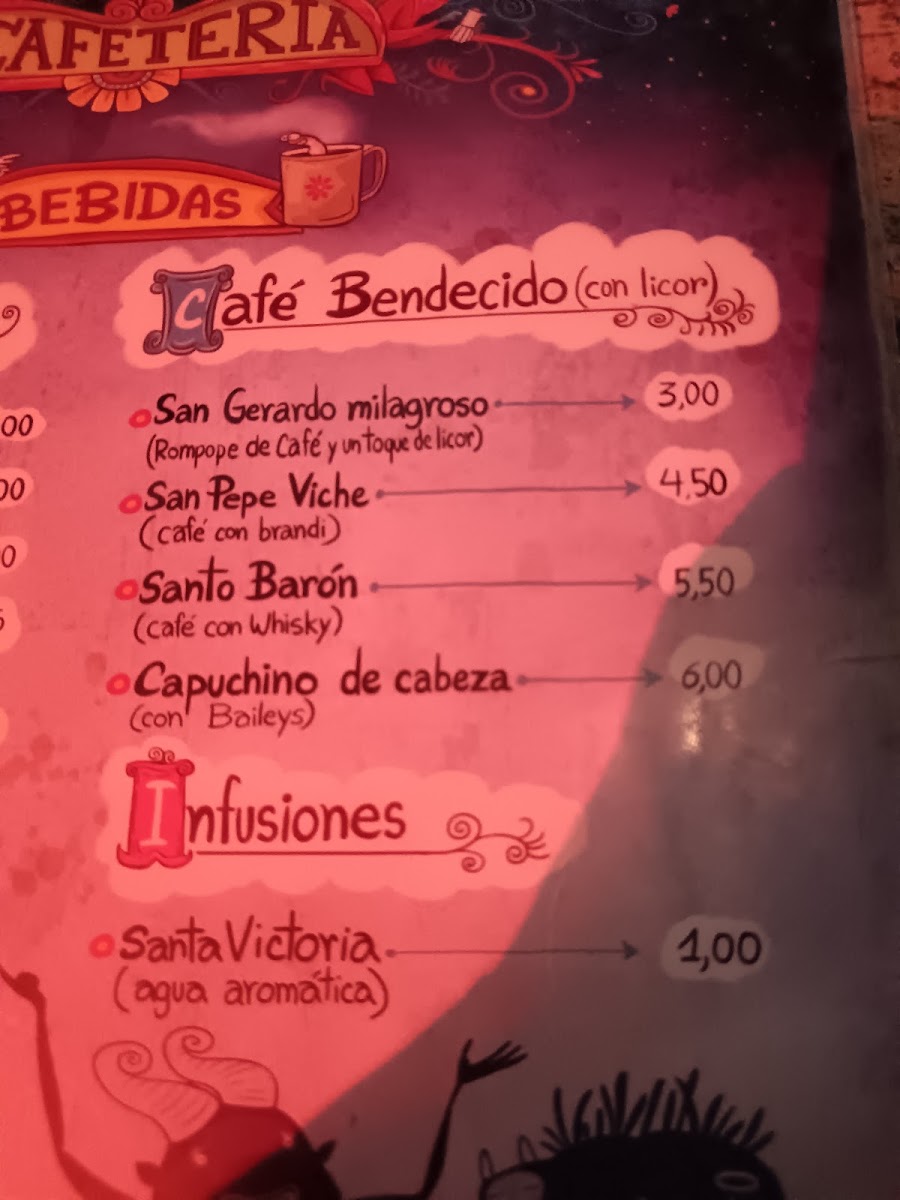 CAFETERIA
BEBIDAS
Café Bendecido (con licor)
San Gerardo milagroso 3,00
(Rompope de Café y un toque de licor)
San Pepe Viche 4,50
(café con brandi)
Santo Barón 5,50
(café con Whisky)
Capuchino de cabeza 6,00
(con Baileys)
Infusiones
Santa Victoria 1,00
(agua aromática)